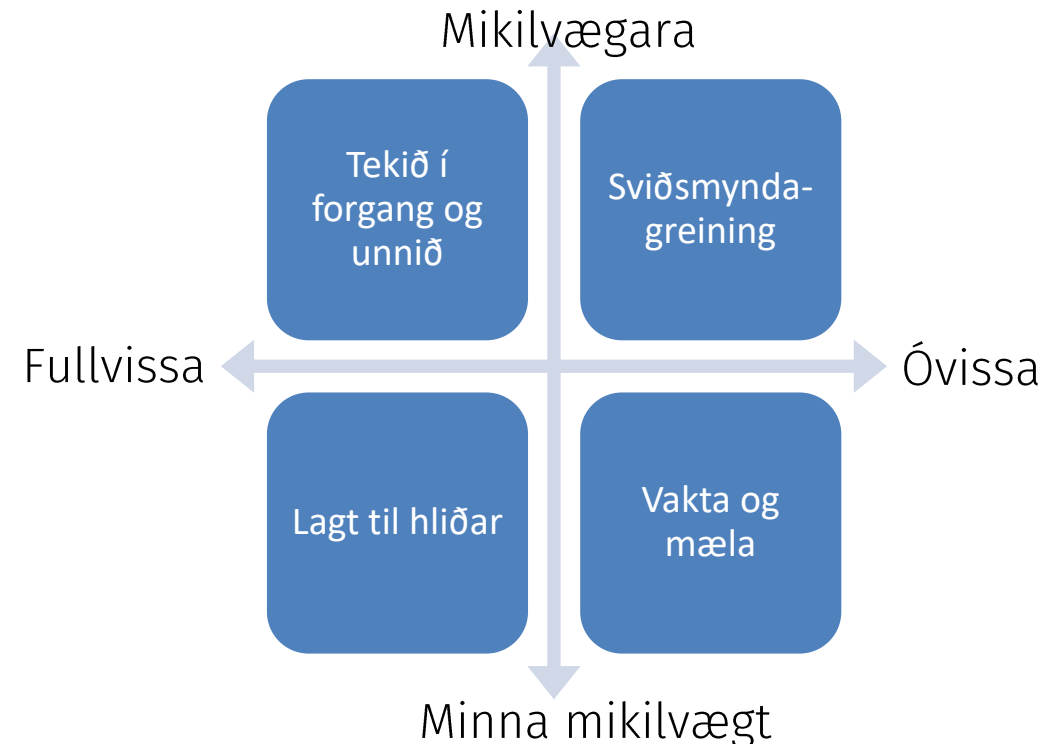 Mikilvægara
Tekið í
forgang og
unnið
Sviðsmynda-
greining
Fullvissa
Óvissa
Lagt til hliðar
Vakta og
mæla
Minna mikilvægt